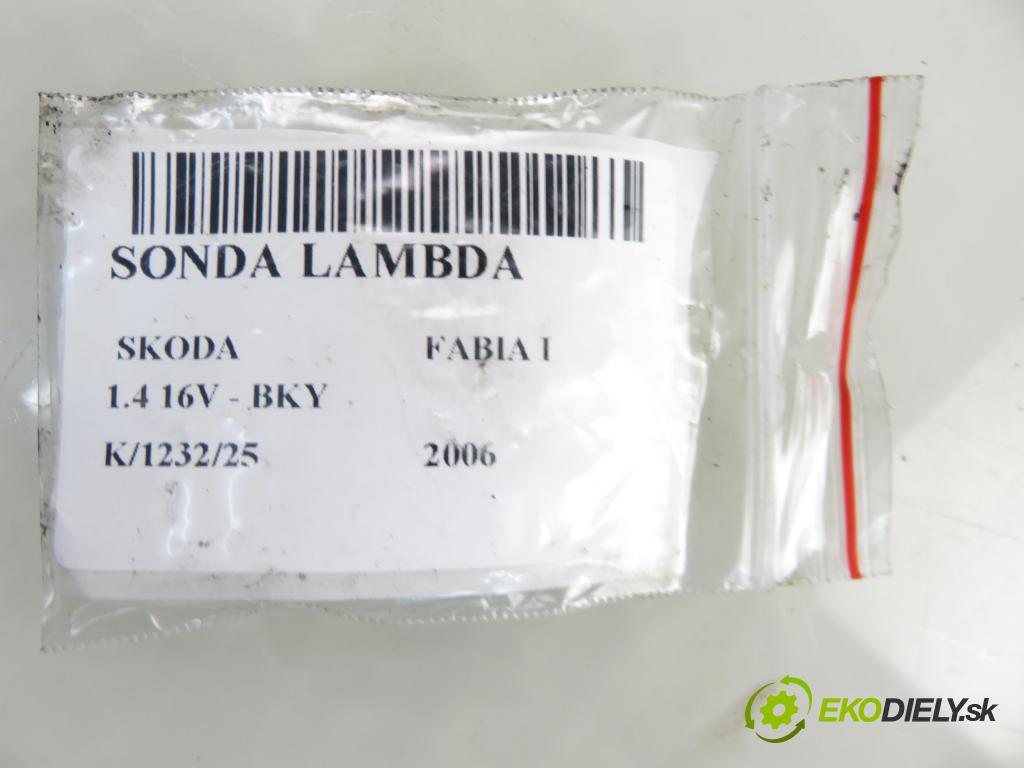 SONDA LAMBDA
SKODA FABIA I
1.4 16V - BKY
K/1232/25 2006
EKODIELY.sk